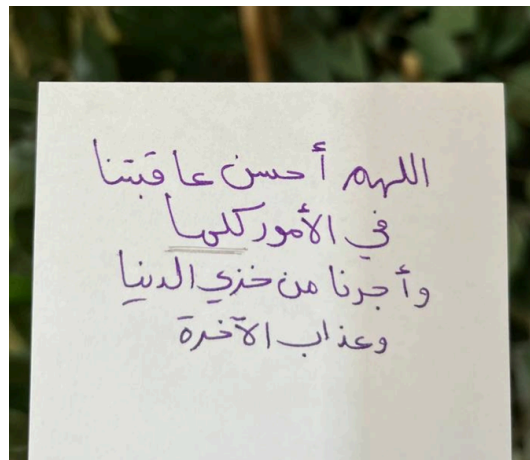 اللهم أحسن عاقبتنا
في الأمور كلها
وأجرنا من خزي الدنيا
وعذاب الآخرة